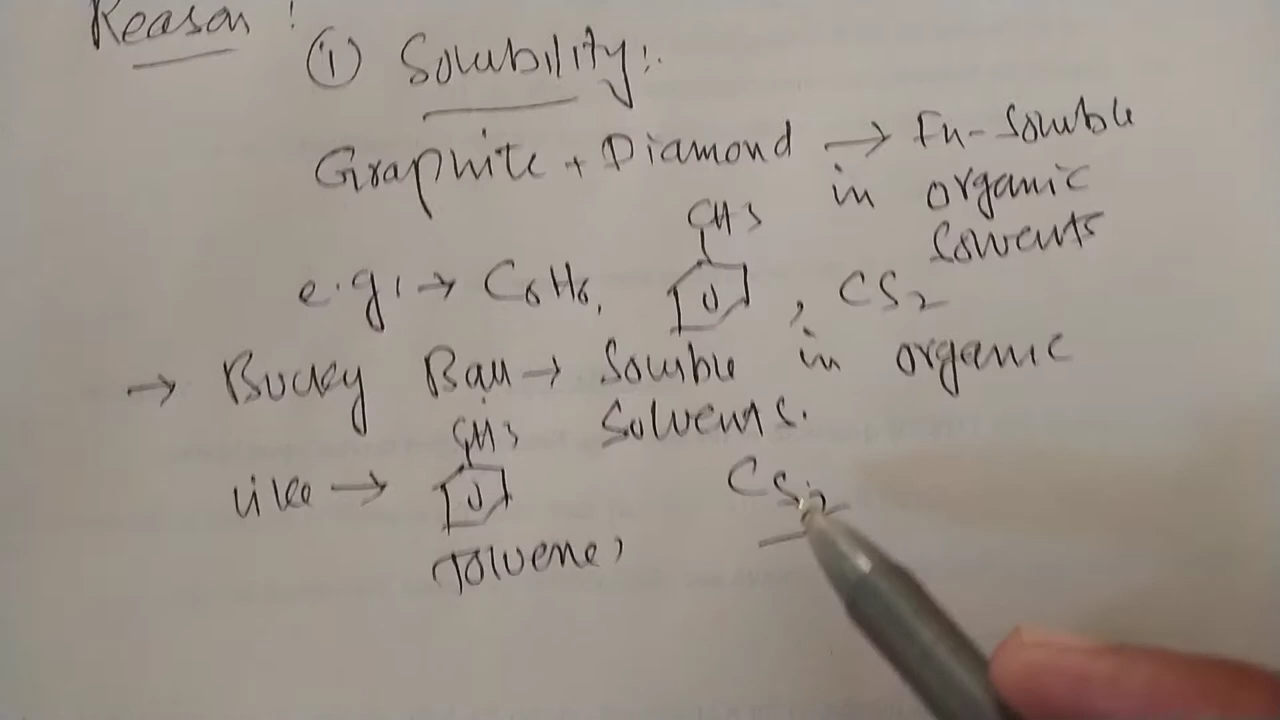 Reason :
① Solubility :.
Graphite + Diamond → In-soluble
in organic
solvents
CH3
e.g. → C6H6, , CS2
→ Bucky Ball → Soluble in organic
solvents.
CH3
like → CS2
Toluene,